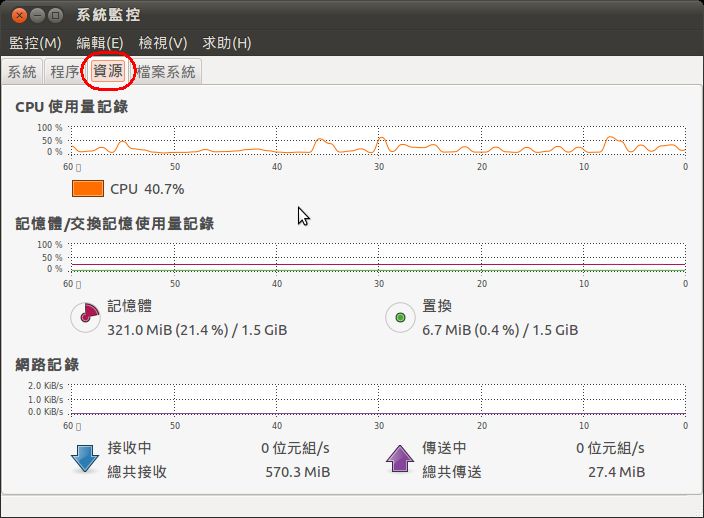 系統監控
監控(M) 編輯(E) 檢視(V) 求助(H)
系統 程序 資源 檔案系統
CPU 使用量記錄
100 %
50 %
0 %
60 50 40 30 20 10 0
CPU 40.7%
記憶體/交換記憶使用量記錄
100 %
50 %
0 %
60 50 40 30 20 10 0
記憶體 置換
321.0 MiB (21.4 %) / 1.5 GiB 6.7 MiB (0.4 %) / 1.5 GiB
網路記錄
2.0 KiB/s
1.0 KiB/s
0.0 KiB/s
60 50 40 30 20 10 0
接收中 0 位元組/s 傳送中 0 位元組/s
總共接收 570.3 MiB 總共傳送 27.4 MiB